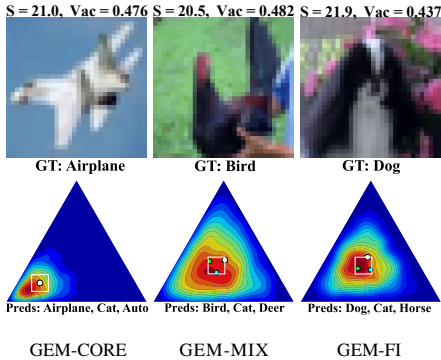 S = 21.0, Vac = 0.476 S = 20.5, Vac = 0.482 S = 21.9, Vac = 0.437
GT: Airplane GT: Bird GT: Dog
Preds: Airplane, Cat, Auto Preds: Bird, Cat, Deer Preds: Dog, Cat, Horse
GEM-CORE GEM-MIX GEM-FI